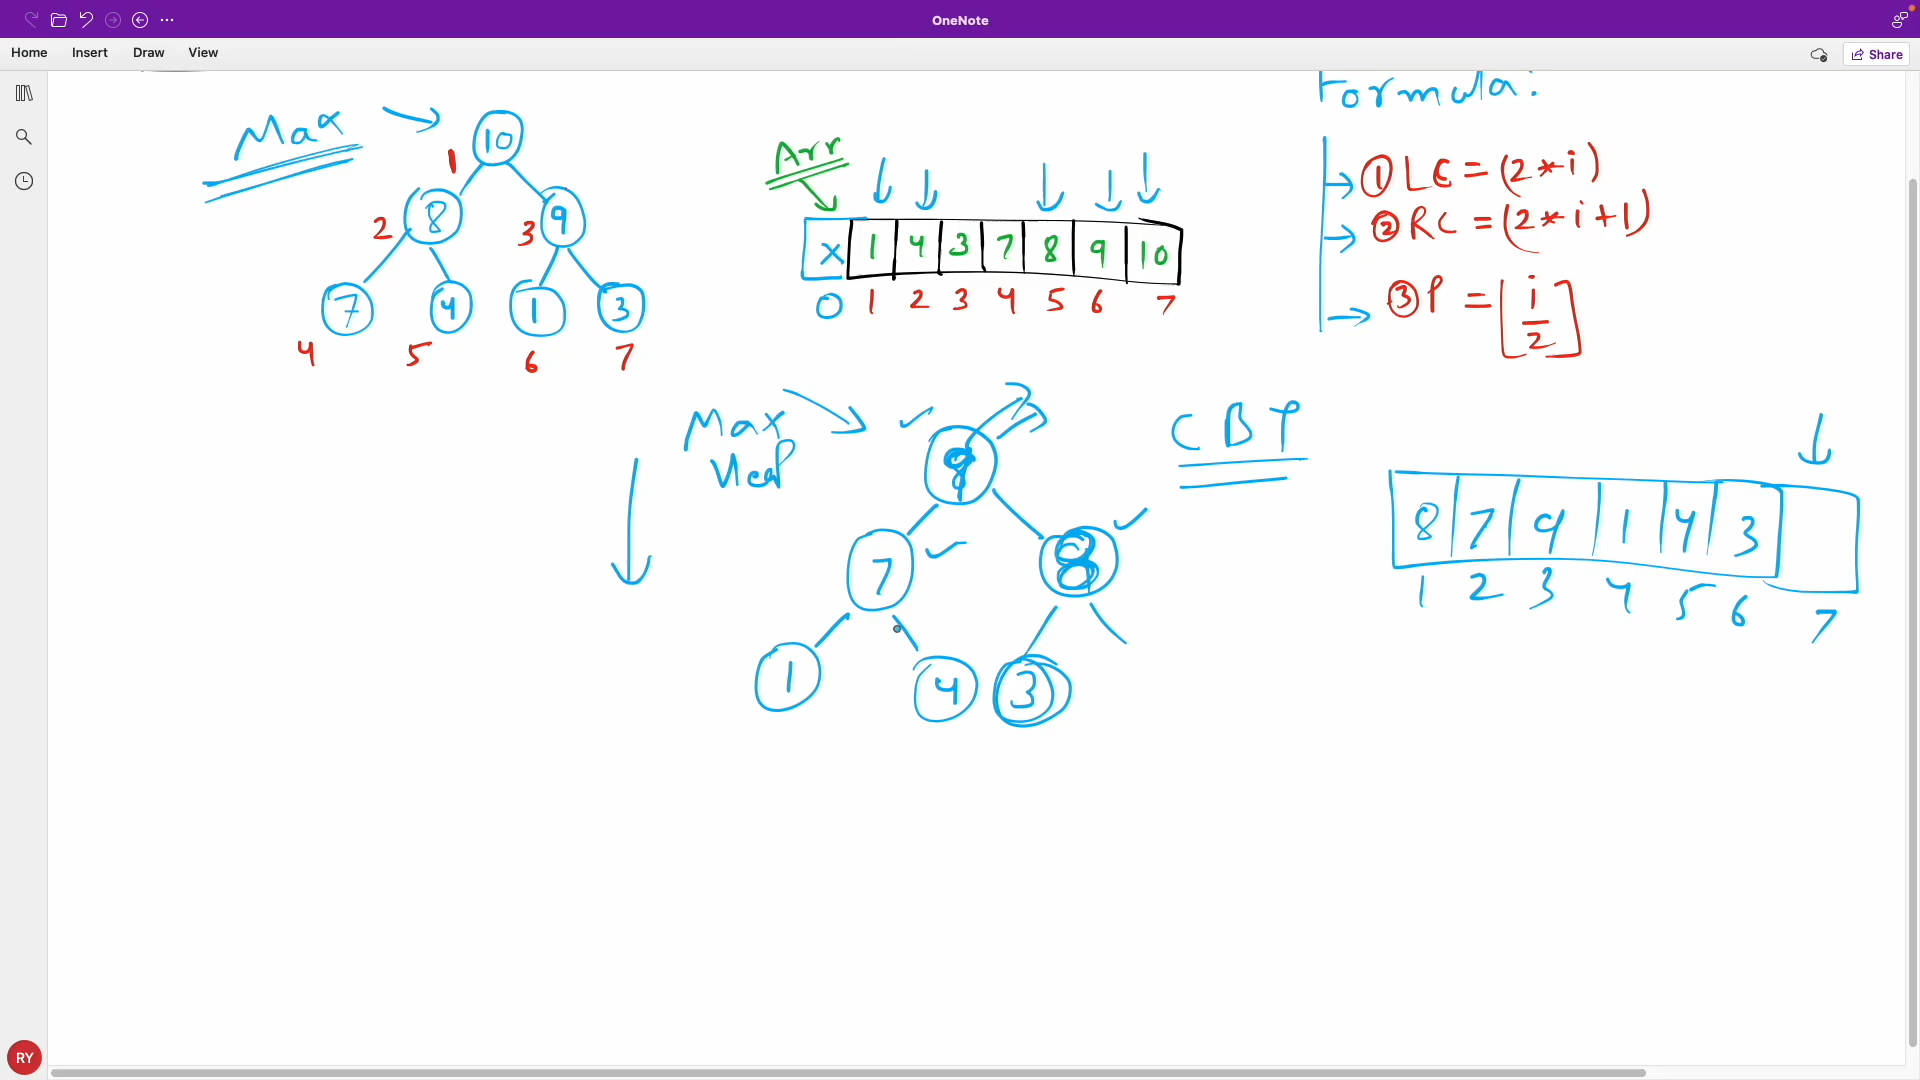 OneNote
Home Insert Draw View
Share
Formula:
Max
10
1
Arr
① LC = (2*i)
8 9
2 3
② RC = (2*i+1)
x 1 4 3 7 8 9 10
0 1 2 3 4 5 6 7
7 4 1 3
4 5 6 7
③ P = [i/2]
Max
Heap
9
CBT
8 7 9 1 4 3
1 2 3 4 5 6 7
7 8
1 4 3
RY